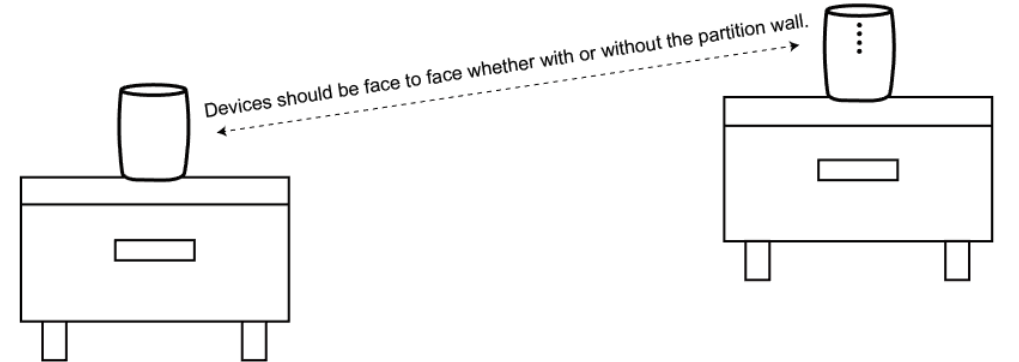 Devices should be face to face whether with or without the partition wall.